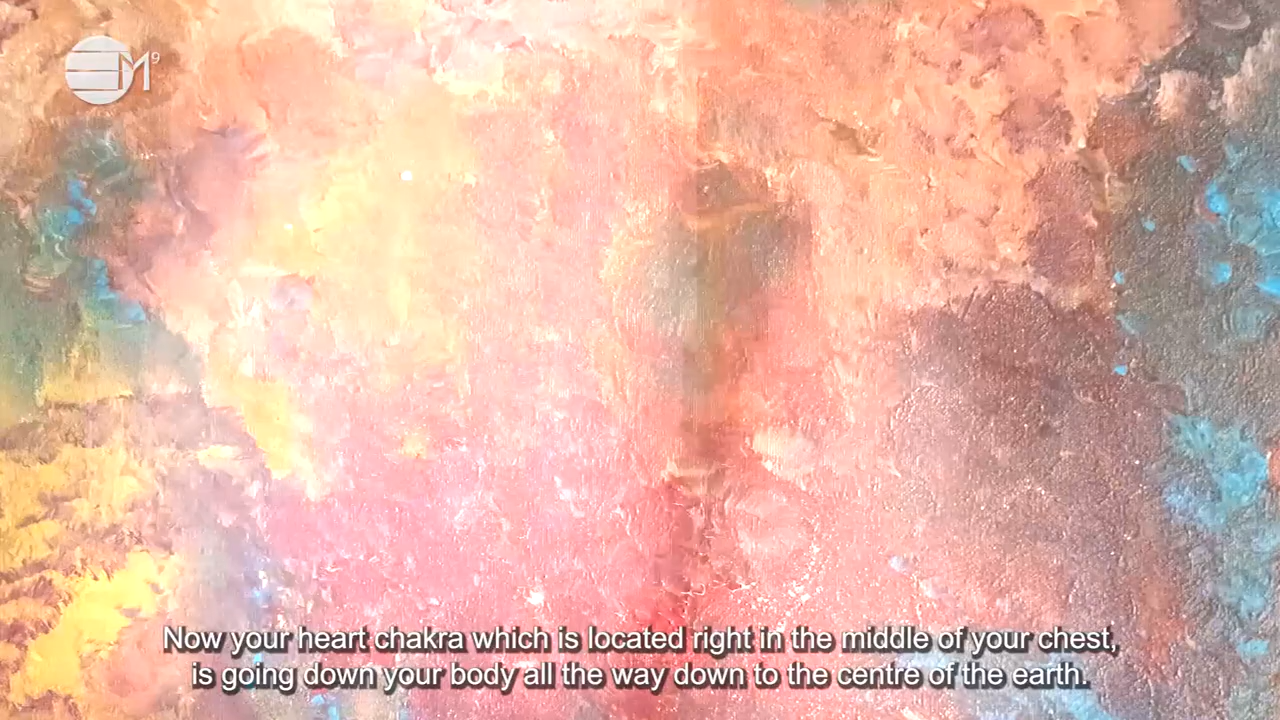 EM⁹
Now your heart chakra which is located right in the middle of your chest,
is going down your body all the way down to the centre of the earth.